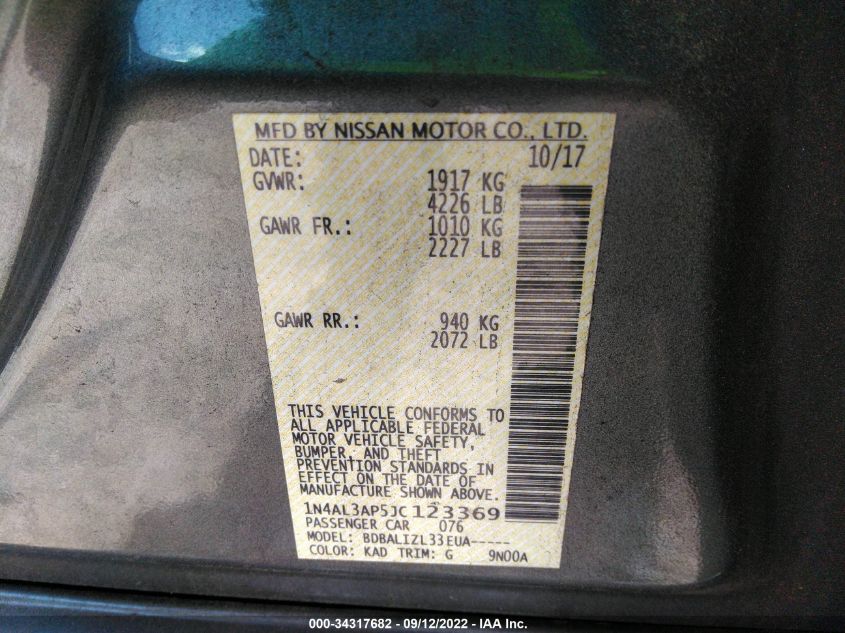 MFD BY NISSAN MOTOR CO., LTD.
DATE: 10/17
GVWR: 1917 KG
4226 LB
GAWR FR.: 1010 KG
2227 LB
GAWR RR.: 940 KG
2072 LB
THIS VEHICLE CONFORMS TO
ALL APPLICABLE FEDERAL
MOTOR VEHICLE SAFETY,
BUMPER, AND THEFT
PREVENTION STANDARDS IN
EFFECT ON THE DATE OF
MANUFACTURE SHOWN ABOVE.
1N4AL3AP5JC123369
PASSENGER CAR 076
MODEL: BDBALIZL33EUA-----
COLOR: KAD TRIM: G 9N00A
000-34317682 - 09/12/2022 - IAA Inc.